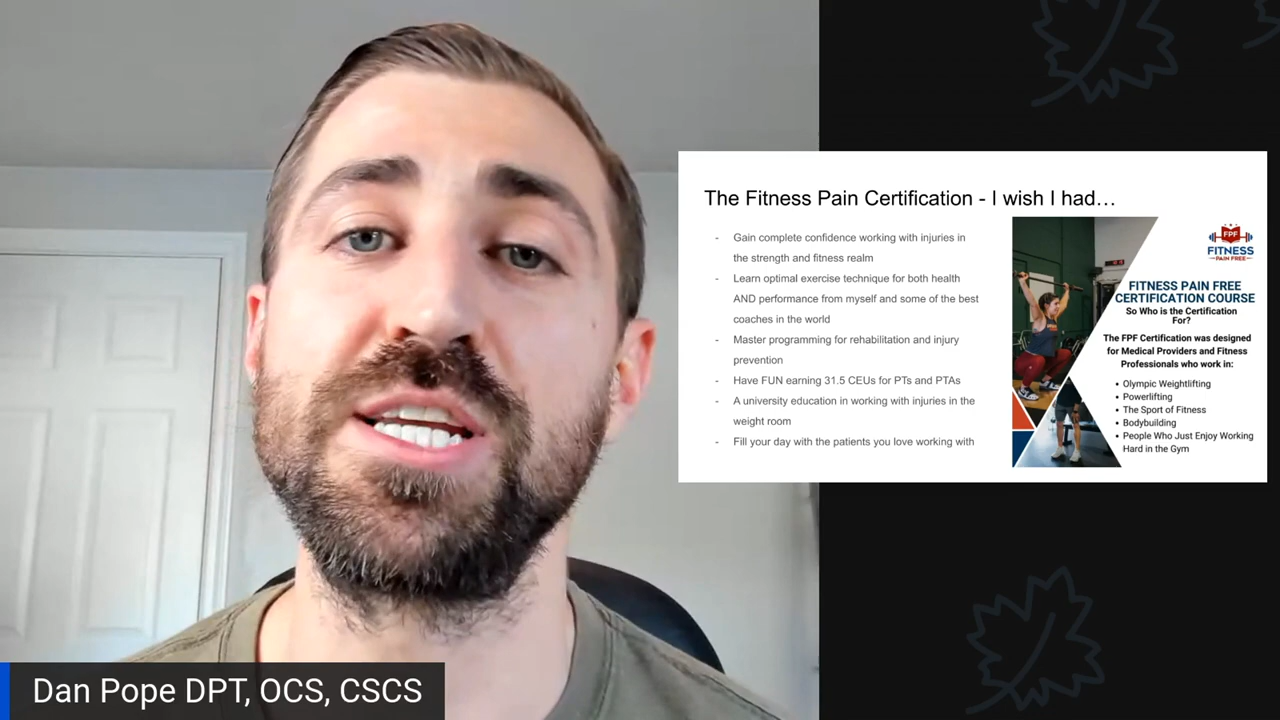 The Fitness Pain Certification - I wish I had…
- Gain complete confidence working with injuries in
the strength and fitness realm
- Learn optimal exercise technique for both health
AND performance from myself and some of the best
coaches in the world
- Master programming for rehabilitation and injury
prevention
- Have FUN earning 31.5 CEUs for PTs and PTAs
- A university education in working with injuries in the
weight room
- Fill your day with the patients you love working with
FPF
FITNESS
PAIN FREE
FITNESS PAIN FREE
CERTIFICATION COURSE
So Who is the Certification
For?
The FPF Certification was designed
for Medical Providers and Fitness
Professionals who work in:
• Olympic Weightlifting
• Powerlifting
• The Sport of Fitness
• Bodybuilding
• People Who Just Enjoy Working
Hard in the Gym
Dan Pope DPT, OCS, CSCS